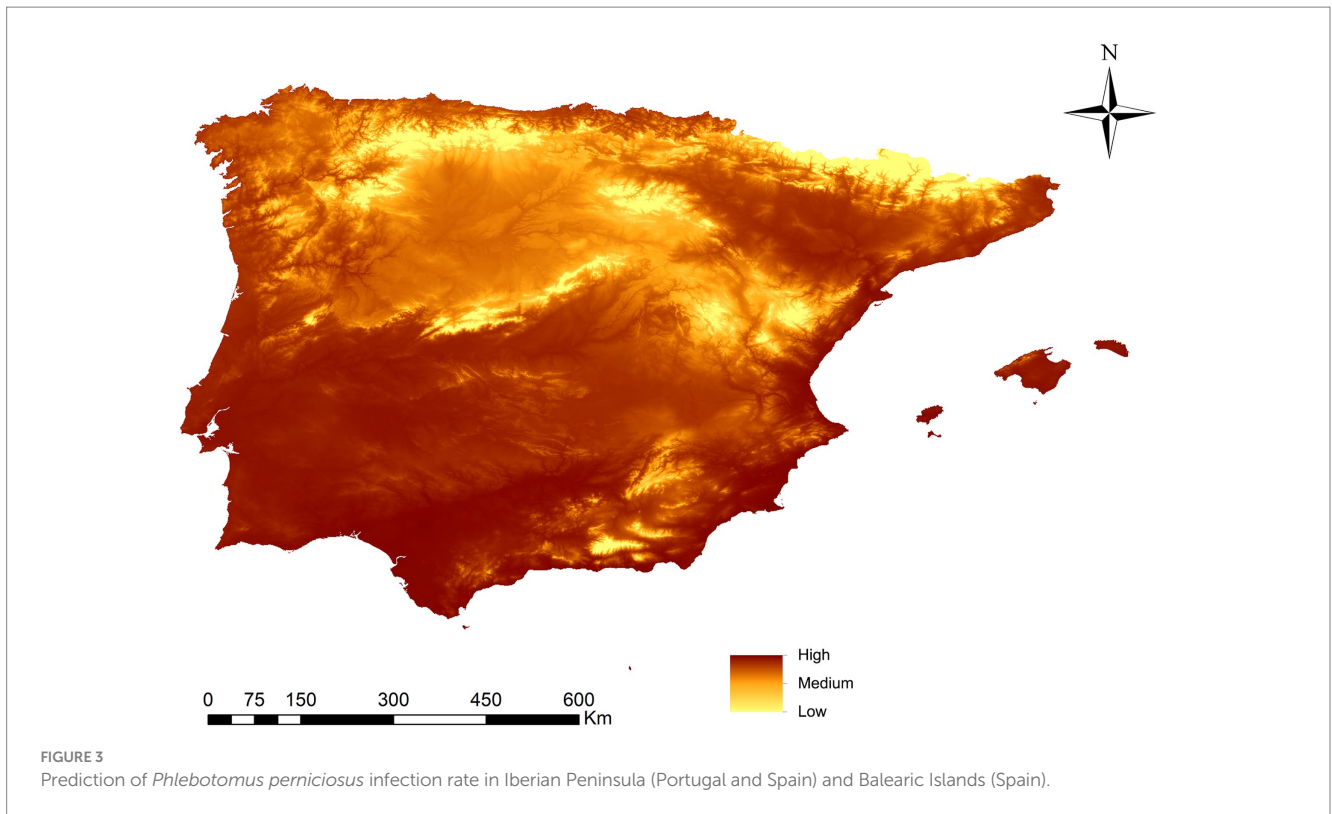 N
High
Medium
Low
0 75 150 300 450 600
Km
FIGURE 3
Prediction of Phlebotomus perniciosus infection rate in Iberian Peninsula (Portugal and Spain) and Balearic Islands (Spain).